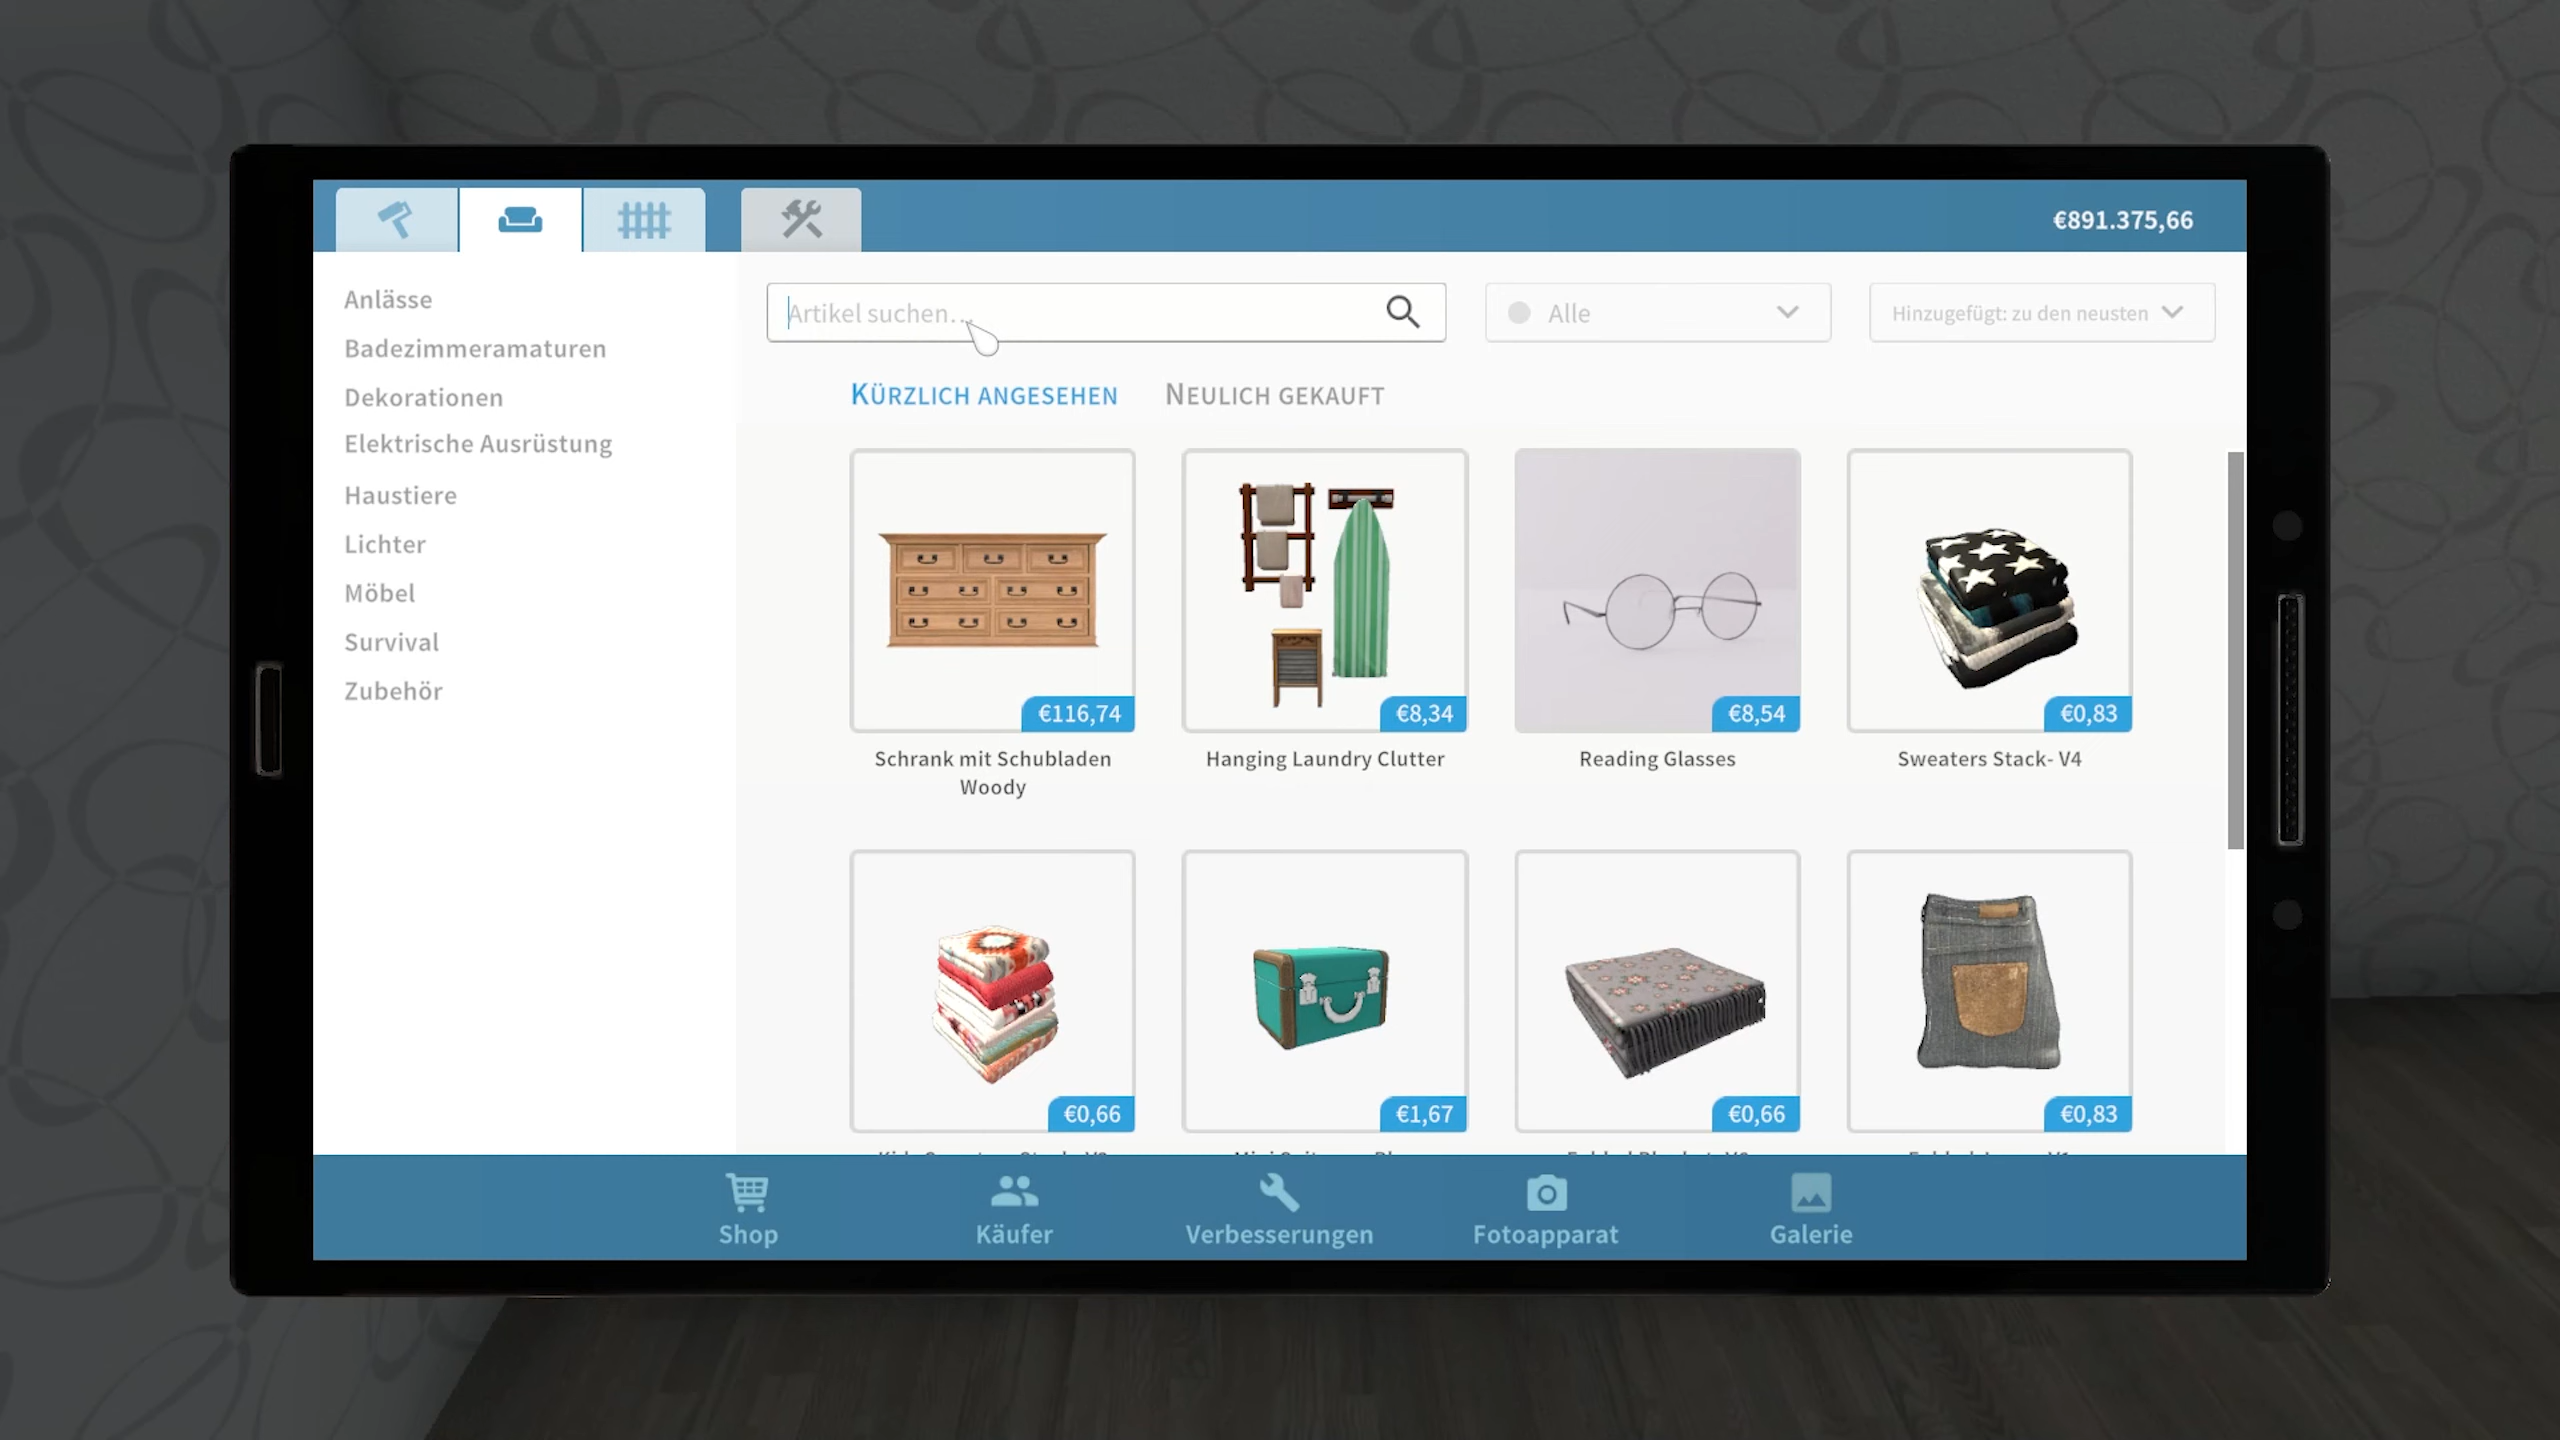 €891.375,66
Anlässe
Badezimmeramaturen
Dekorationen
Elektrische Ausrüstung
Haustiere
Lichter
Möbel
Survival
Zubehör
Artikel suchen...
Alle
Hinzugefügt: zu den neusten
KÜRZLICH ANGESEHEN
NEULICH GEKAUFT
€116,74
€8,34
€8,54
€0,83
Schrank mit Schubladen
Woody
Hanging Laundry Clutter
Reading Glasses
Sweaters Stack- V4
€0,66
€1,67
€0,66
€0,83
Shop
Käufer
Verbesserungen
Fotoapparat
Galerie